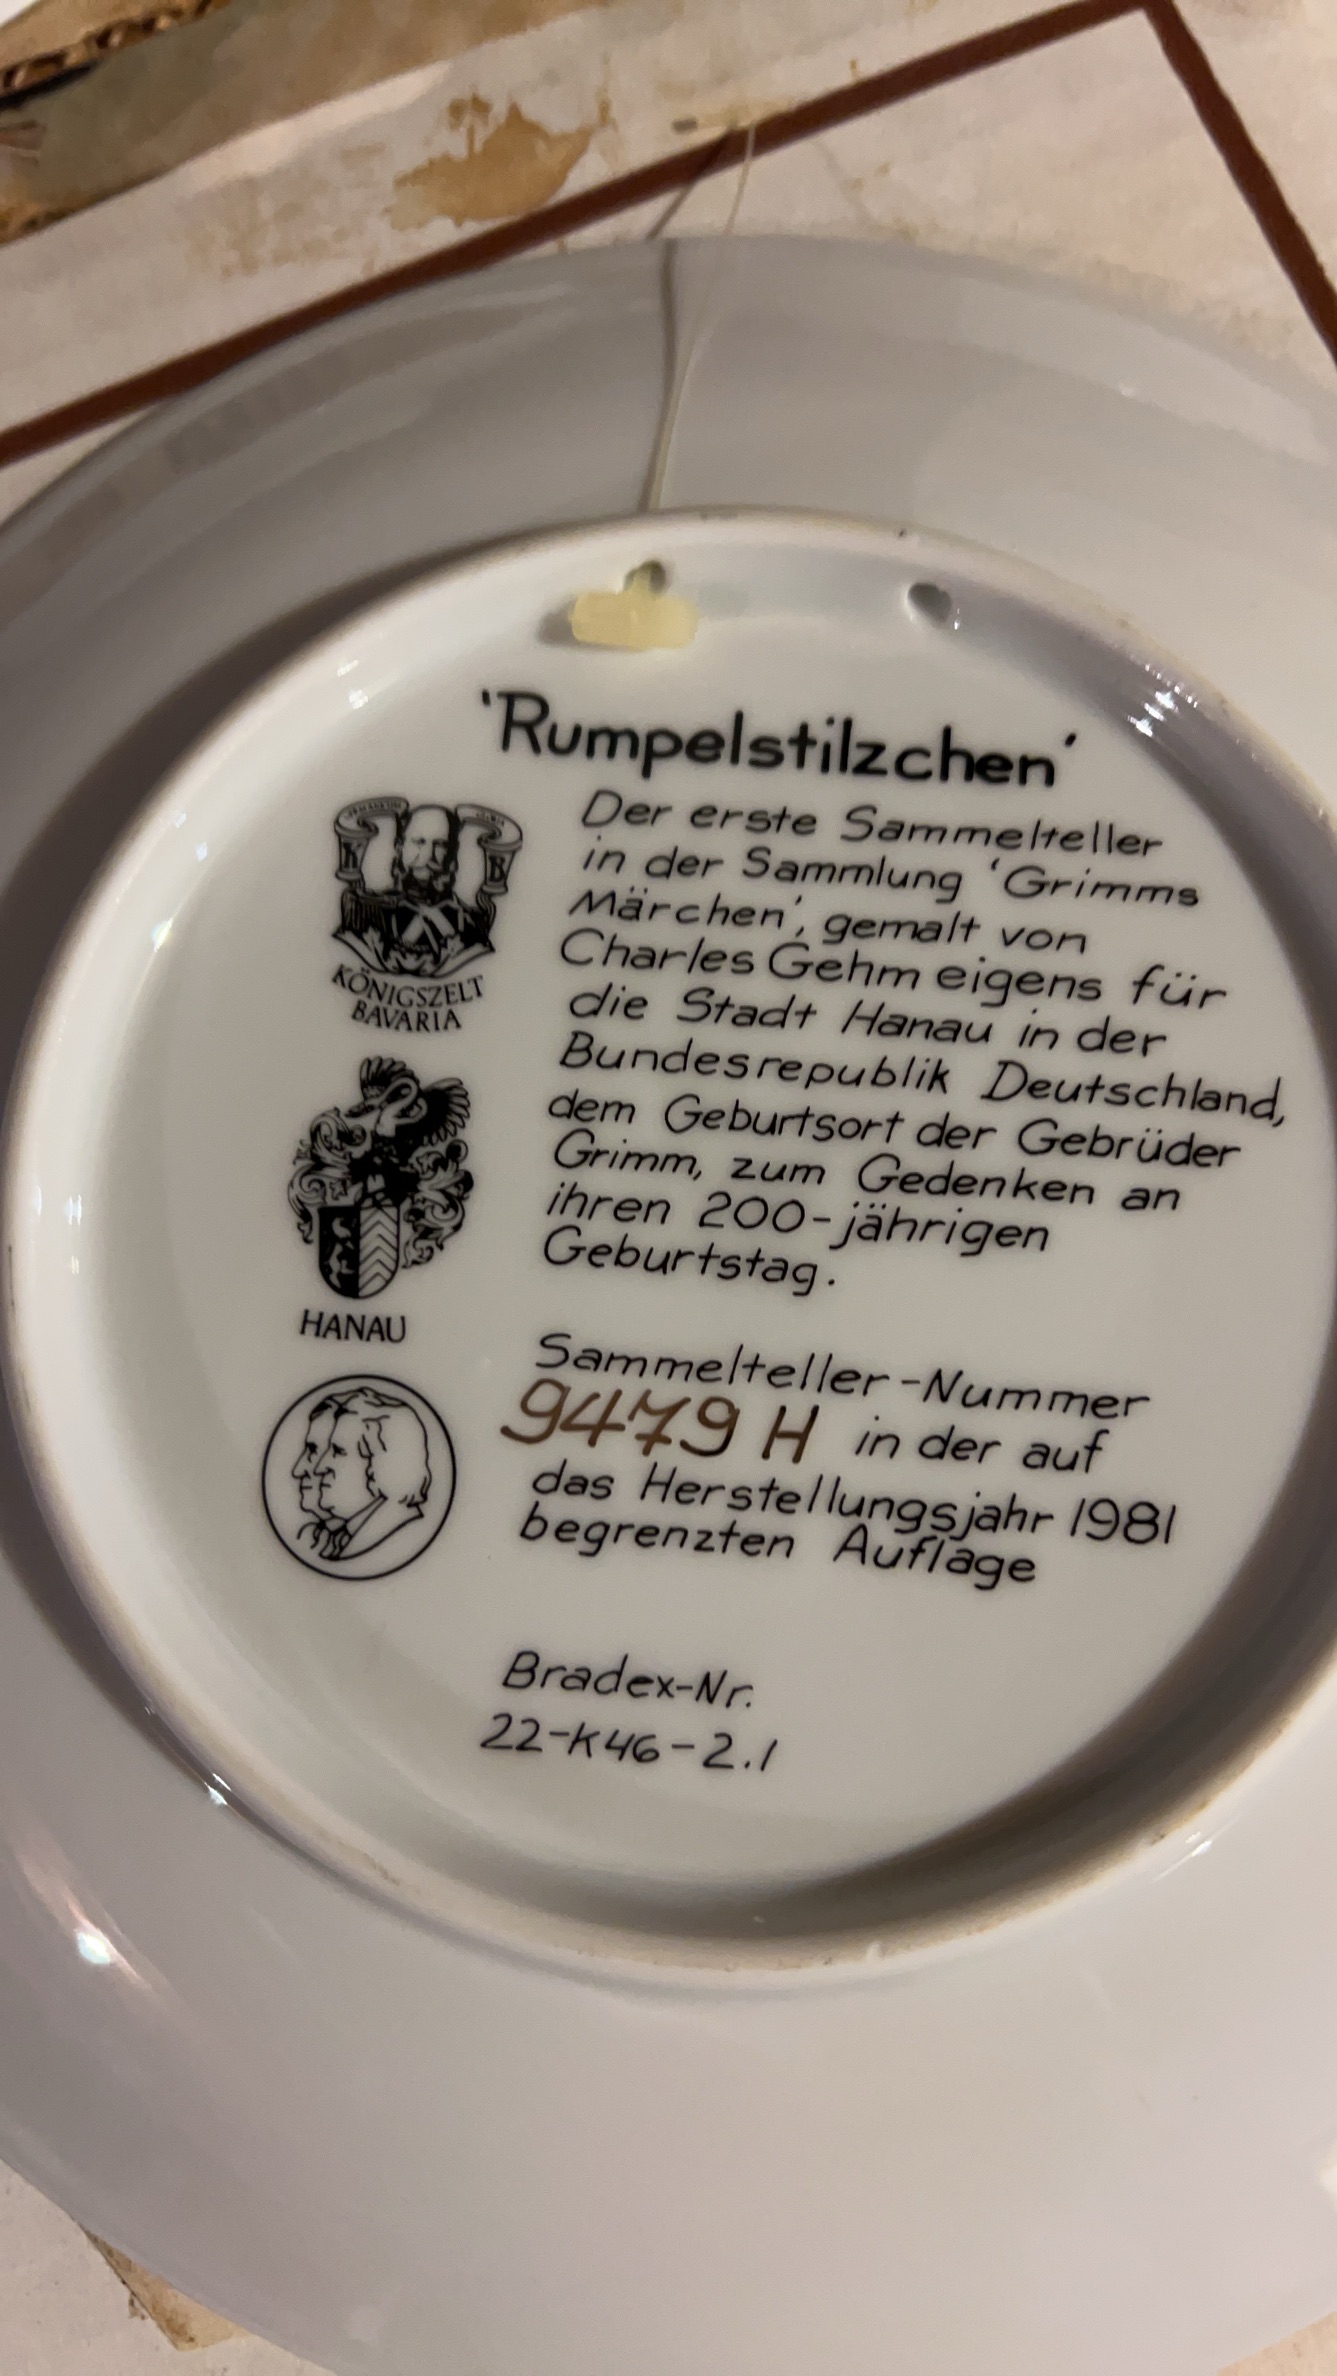 'Rumpelstilzchen'
Der erste Sammelteller
in der Sammlung 'Grimms
Märchen', gemalt von
Charles Gehm eigens für
die Stadt Hanau in der
Bundesrepublik Deutschland,
dem Geburtsort der Gebrüder
Grimm, zum Gedenken an
ihren 200-jährigen
Geburtstag.
KÖNIGSZELT
BAVARIA
HANAU
Sammelteller-Nummer
9479 H in der auf
das Herstellungsjahr 1981
begrenzten Auflage
Bradex-Nr.
22-K46-2.1